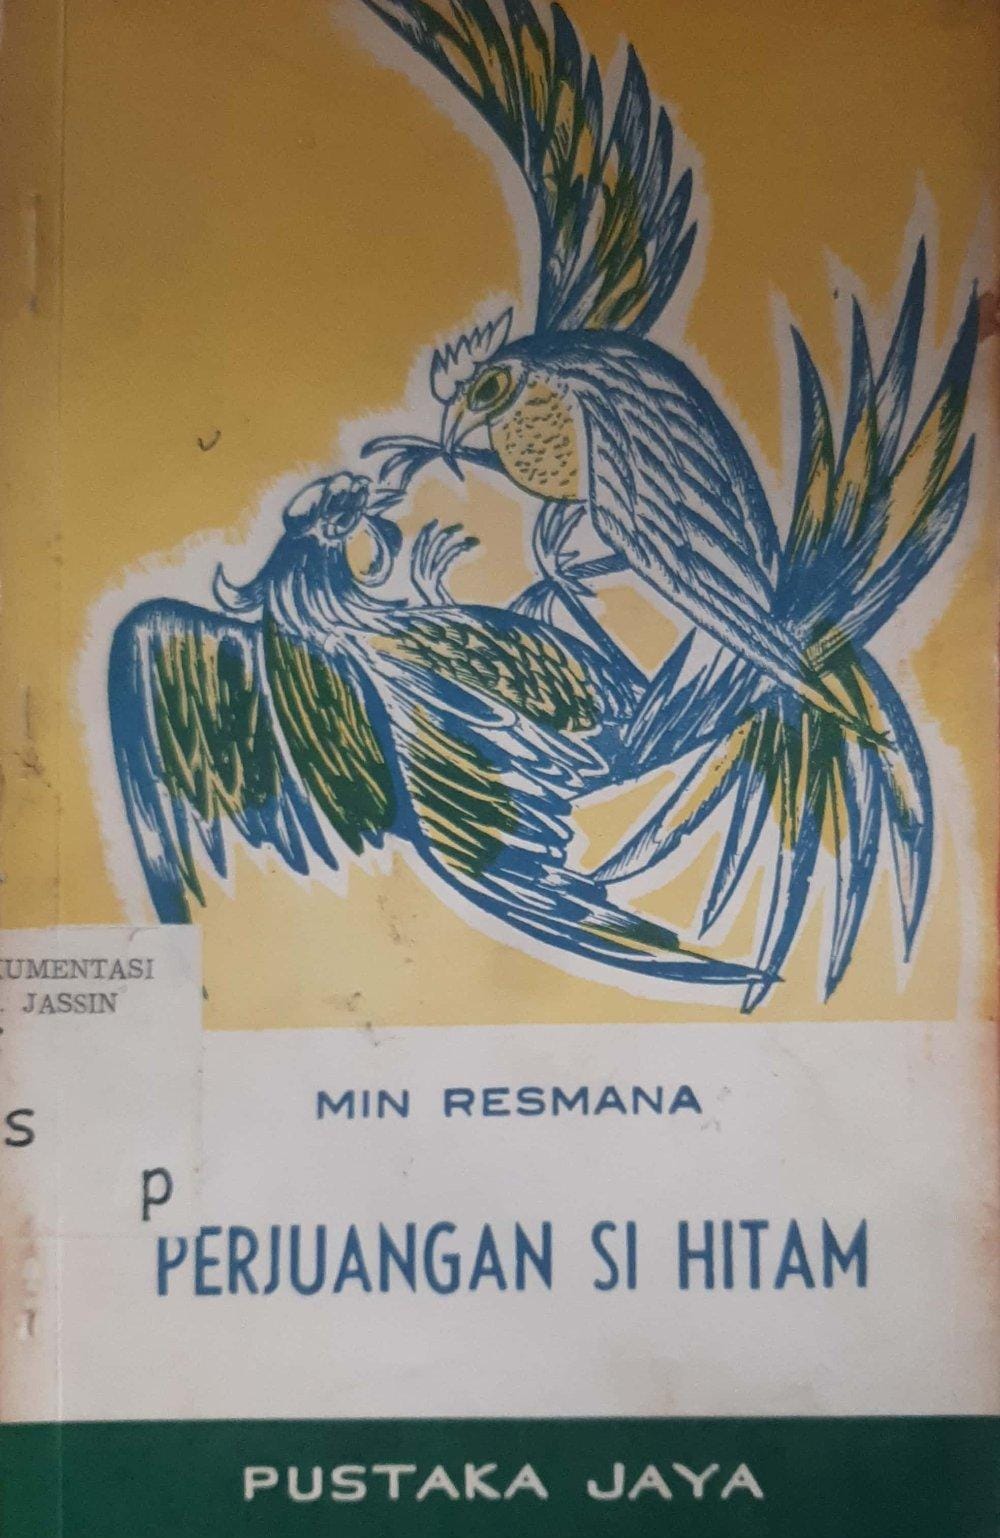 KUMENTASI
. JASSIN
S
p
MIN RESMANA
PERJUANGAN SI HITAM
PUSTAKA JAYA